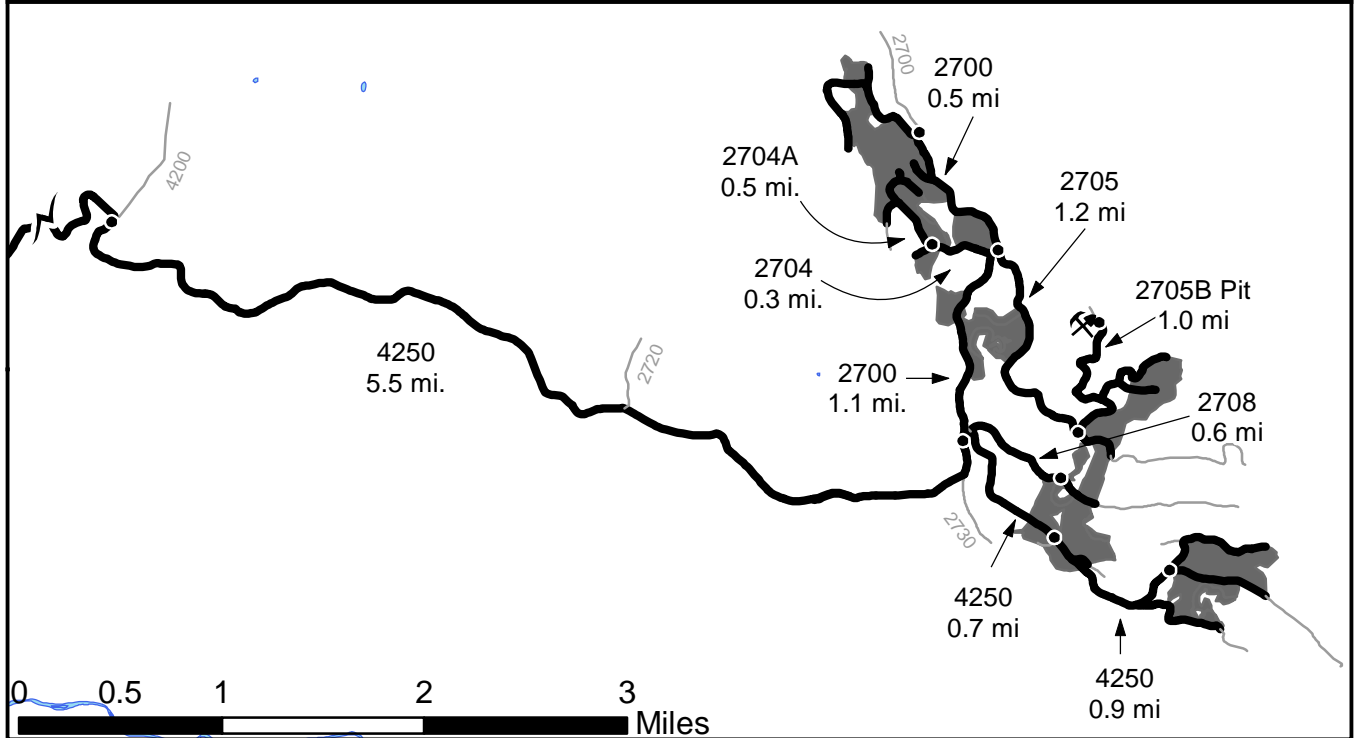 2700
2700
0.5 mi
2704A
0.5 mi.
4200
2705
1.2 mi
2704
0.3 mi.
2705B Pit
1.0 mi
4250
5.5 mi.
2720
2700
1.1 mi.
2708
0.6 mi
2730
4250
0.7 mi
4250
0.9 mi
0 0.5 1 2 3
Miles